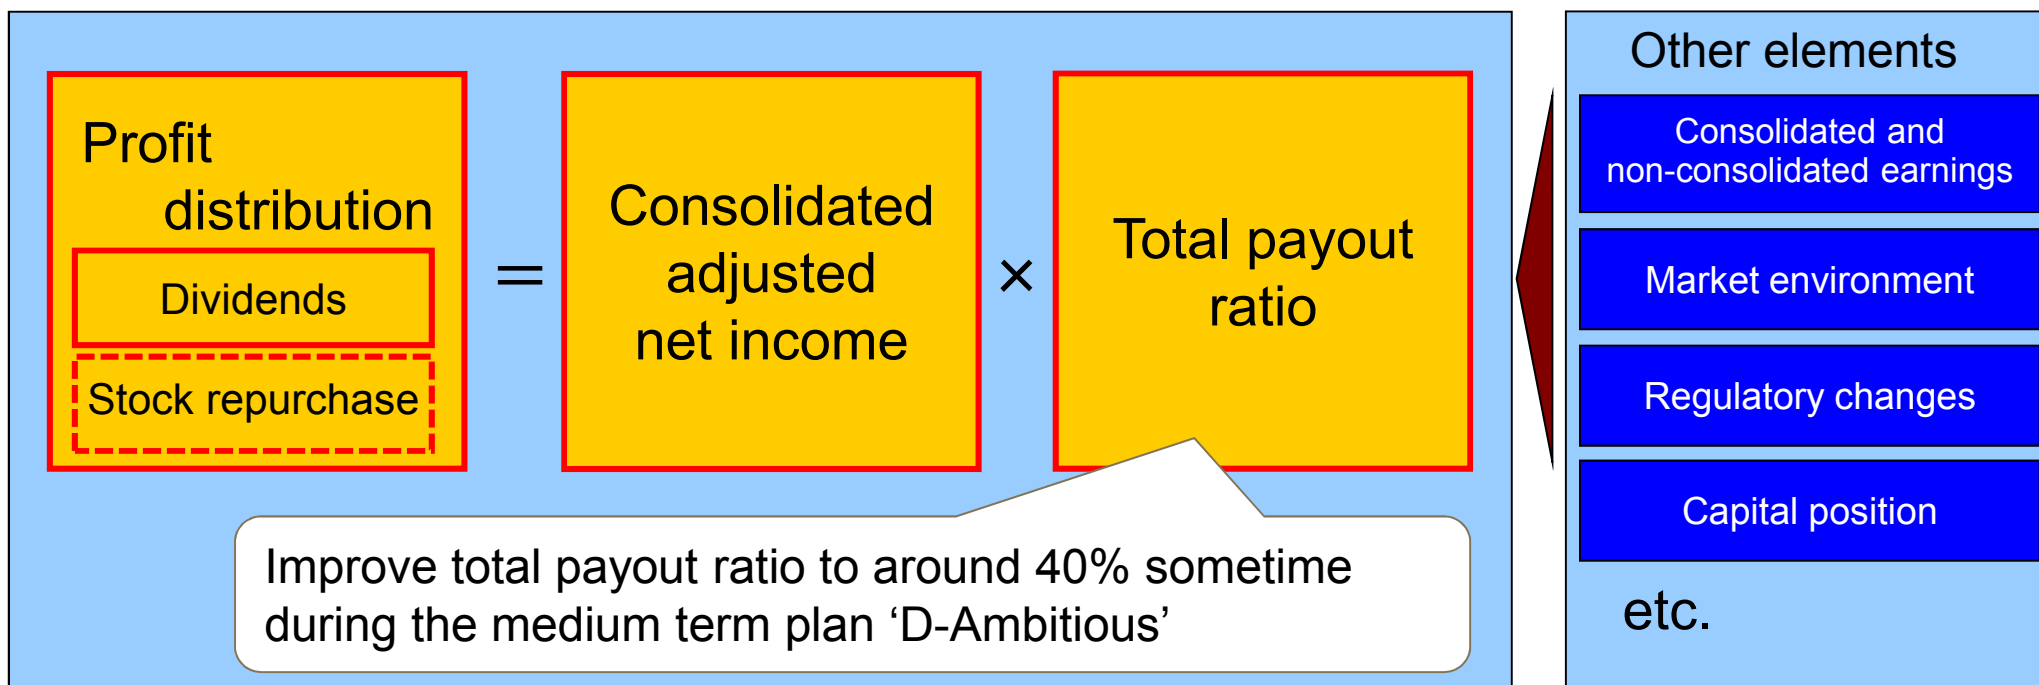 Profit
distribution
Dividends
Stock repurchase
=
Consolidated
adjusted
net income
×
Total payout
ratio
Improve total payout ratio to around 40% sometime
during the medium term plan ‘D-Ambitious’
Other elements
Consolidated and
non-consolidated earnings
Market environment
Regulatory changes
Capital position
etc.